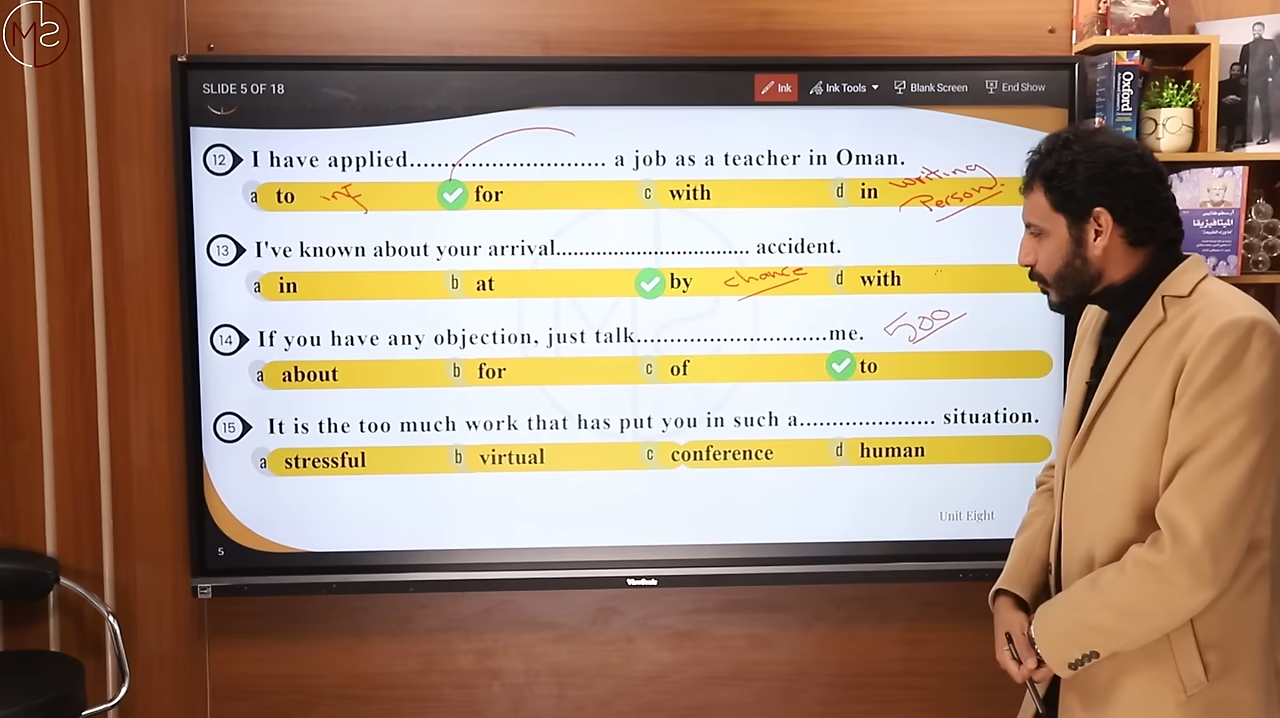 MS
SLIDE 5 OF 18
Ink
Ink Tools
Blank Screen
End Show
12 I have applied.............................. a job as a teacher in Oman.
a to inf for c with d in writing
Person.
13 I've known about your arrival.............................. accident.
a in b at by chance d with
14 If you have any objection, just talk..............................me. 500
a about b for c of to
15 It is the too much work that has put you in such a..................... situation.
a stressful b virtual c conference d human
Unit Eight
5
ViewSonic
Oxford
الميتافيزيقا